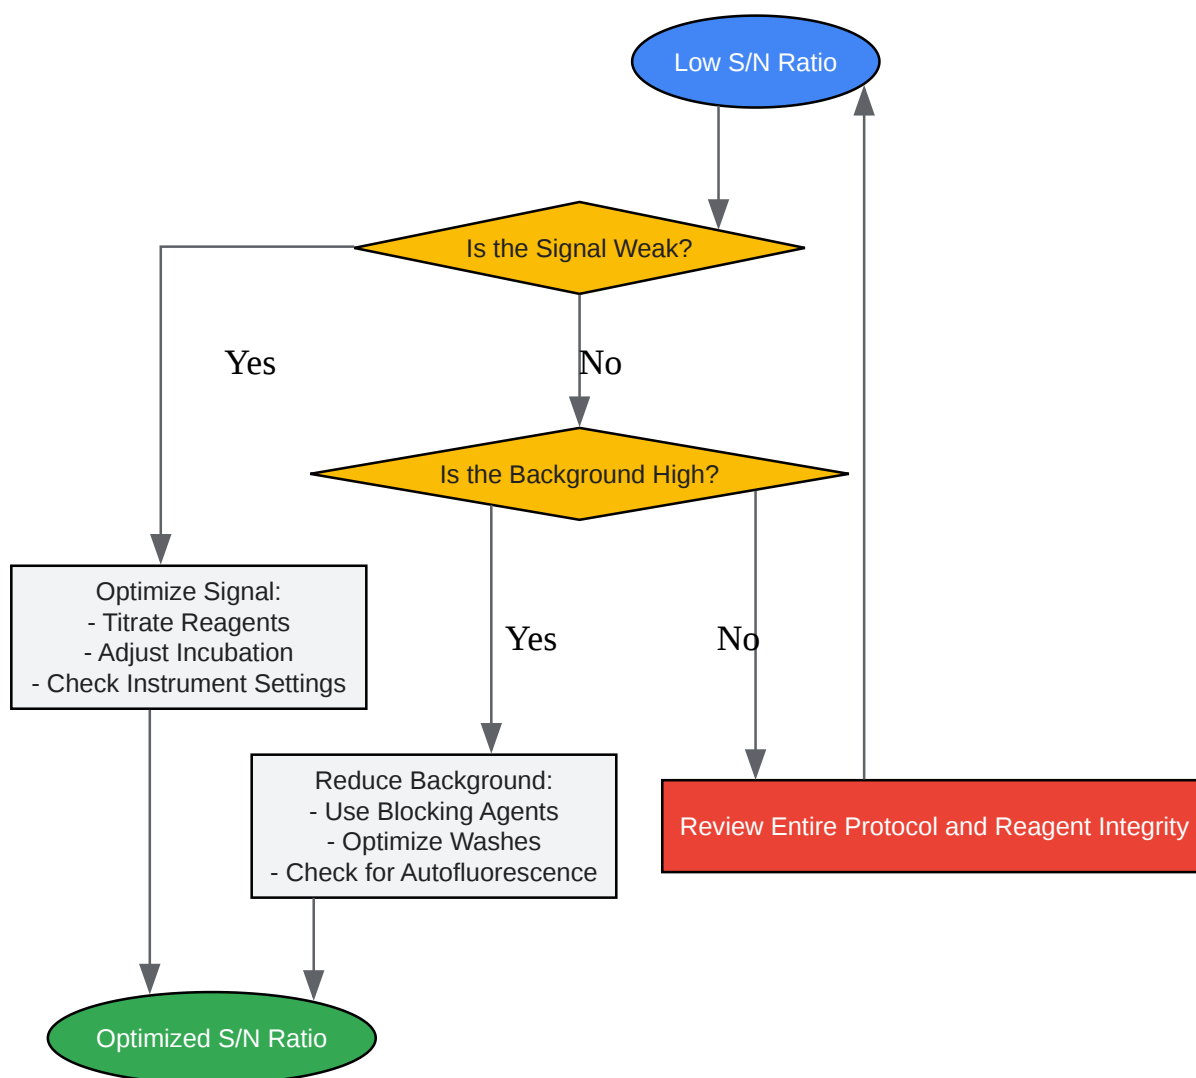 Low S/N Ratio
Is the Signal Weak?
Yes
No
Is the Background High?
Optimize Signal:
- Titrate Reagents
- Adjust Incubation
- Check Instrument Settings
Yes
No
Reduce Background:
- Use Blocking Agents
- Optimize Washes
- Check for Autofluorescence
Review Entire Protocol and Reagent Integrity
Optimized S/N Ratio